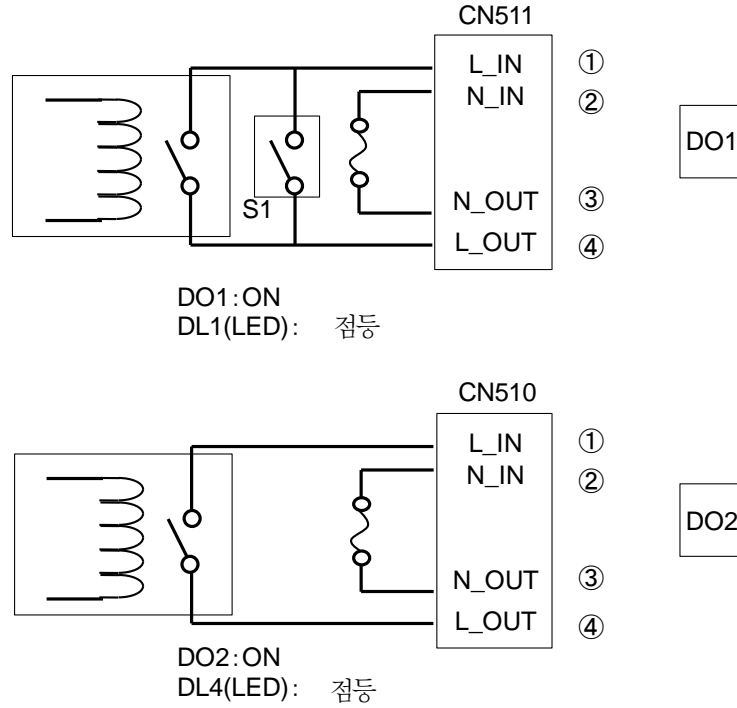 CN511
L_IN ①
N_IN ②
DO1
S1
N_OUT ③
L_OUT ④
DO1:ON
DL1(LED): 점등
CN510
L_IN ①
N_IN ②
DO2
N_OUT ③
L_OUT ④
DO2:ON
DL4(LED): 점등